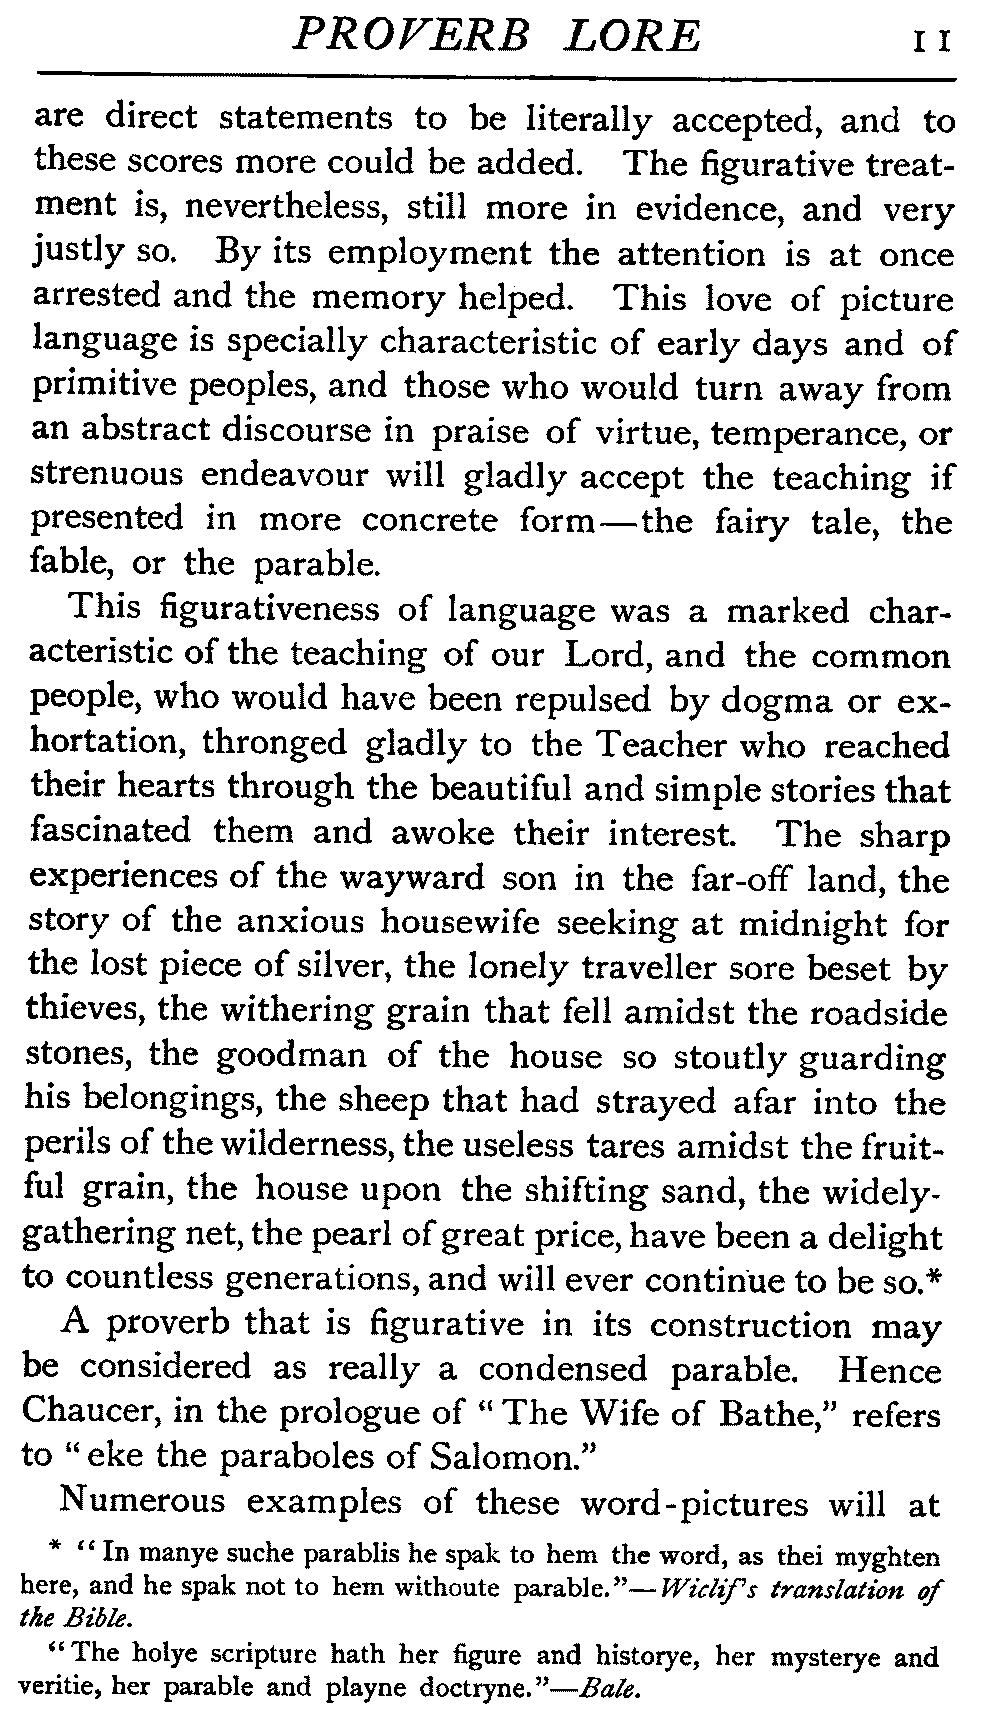 PROVERB LORE 11
are direct statements to be literally accepted, and to
these scores more could be added. The figurative treat-
ment is, nevertheless, still more in evidence, and very
justly so. By its employment the attention is at once
arrested and the memory helped. This love of picture
language is specially characteristic of early days and of
primitive peoples, and those who would turn away from
an abstract discourse in praise of virtue, temperance, or
strenuous endeavour will gladly accept the teaching if
presented in more concrete form—the fairy tale, the
fable, or the parable.
This figurativeness of language was a marked char-
acteristic of the teaching of our Lord, and the common
people, who would have been repulsed by dogma or ex-
hortation, thronged gladly to the Teacher who reached
their hearts through the beautiful and simple stories that
fascinated them and awoke their interest. The sharp
experiences of the wayward son in the far-off land, the
story of the anxious housewife seeking at midnight for
the lost piece of silver, the lonely traveller sore beset by
thieves, the withering grain that fell amidst the roadside
stones, the goodman of the house so stoutly guarding
his belongings, the sheep that had strayed afar into the
perils of the wilderness, the useless tares amidst the fruit-
ful grain, the house upon the shifting sand, the widely-
gathering net, the pearl of great price, have been a delight
to countless generations, and will ever continue to be so.*
A proverb that is figurative in its construction may
be considered as really a condensed parable. Hence
Chaucer, in the prologue of "The Wife of Bathe," refers
to "eke the paraboles of Salomon."
Numerous examples of these word-pictures will at
* "In manye suche parablis he spak to hem the word, as thei myghten
here, and he spak not to hem withoute parable."—Wiclif's translation of
the Bible.
"The holye scripture hath her figure and historye, her mysterye and
veritie, her parable and playne doctryne."—Bale.